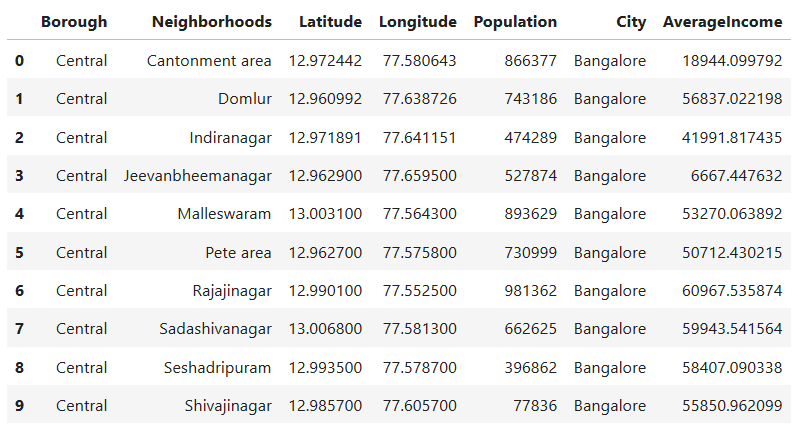 Borough Neighborhoods Latitude Longitude Population City AverageIncome
0 Central Cantonment area 12.972442 77.580643 866377 Bangalore 18944.099792
1 Central Domlur 12.960992 77.638726 743186 Bangalore 56837.022198
2 Central Indiranagar 12.971891 77.641151 474289 Bangalore 41991.817435
3 Central Jeevanbheemanagar 12.962900 77.659500 527874 Bangalore 6667.447632
4 Central Malleswaram 13.003100 77.564300 893629 Bangalore 53270.063892
5 Central Pete area 12.962700 77.575800 730999 Bangalore 50712.430215
6 Central Rajajinagar 12.990100 77.552500 981362 Bangalore 60967.535874
7 Central Sadashivanagar 13.006800 77.581300 662625 Bangalore 59943.541564
8 Central Seshadripuram 12.993500 77.578700 396862 Bangalore 58407.090338
9 Central Shivajinagar 12.985700 77.605700 77836 Bangalore 55850.962099